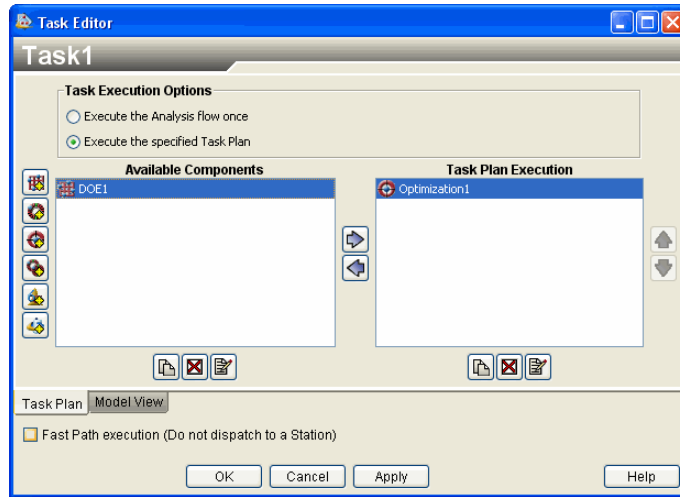 Task Editor
Task1
Task Execution Options
Execute the Analysis flow once
Execute the specified Task Plan
Available Components
Task Plan Execution
DOE1
Optimization1
Task Plan
Model View
Fast Path execution (Do not dispatch to a Station)
OK
Cancel
Apply
Help